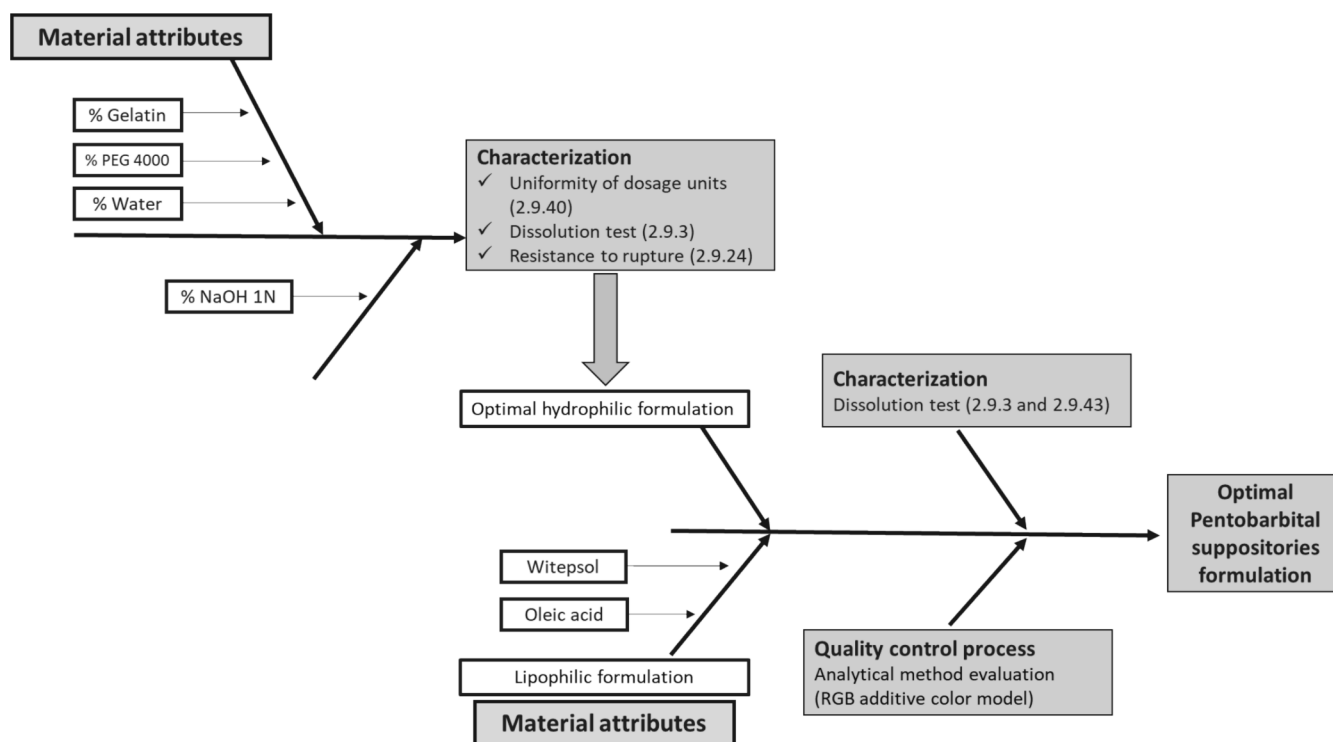 Material attributes
% Gelatin
% PEG 4000
% Water
% NaOH 1N
Characterization
✓ Uniformity of dosage units
(2.9.40)
✓ Dissolution test (2.9.3)
✓ Resistance to rupture (2.9.24)
Optimal hydrophilic formulation
Characterization
Dissolution test (2.9.3 and 2.9.43)
Witepsol
Oleic acid
Lipophilic formulation
Material attributes
Quality control process
Analytical method evaluation
(RGB additive color model)
Optimal
Pentobarbital
suppositories
formulation